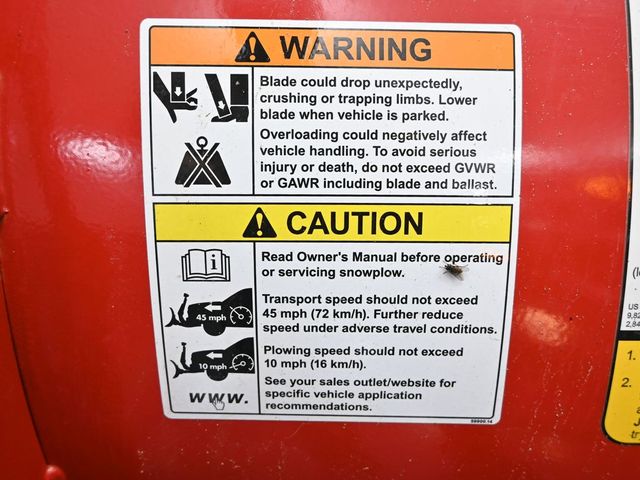 WARNING
Blade could drop unexpectedly,
crushing or trapping limbs. Lower
blade when vehicle is parked.
Overloading could negatively affect
vehicle handling. To avoid serious
injury or death, do not exceed GVWR
or GAWR including blade and ballast.
CAUTION
Read Owner's Manual before operating
or servicing snowplow.
45 mph
Transport speed should not exceed
45 mph (72 km/h). Further reduce
speed under adverse travel conditions.
10 mph
Plowing speed should not exceed
10 mph (16 km/h).
www.
See your sales outlet/website for
specific vehicle application
recommendations.
US
1.
2.